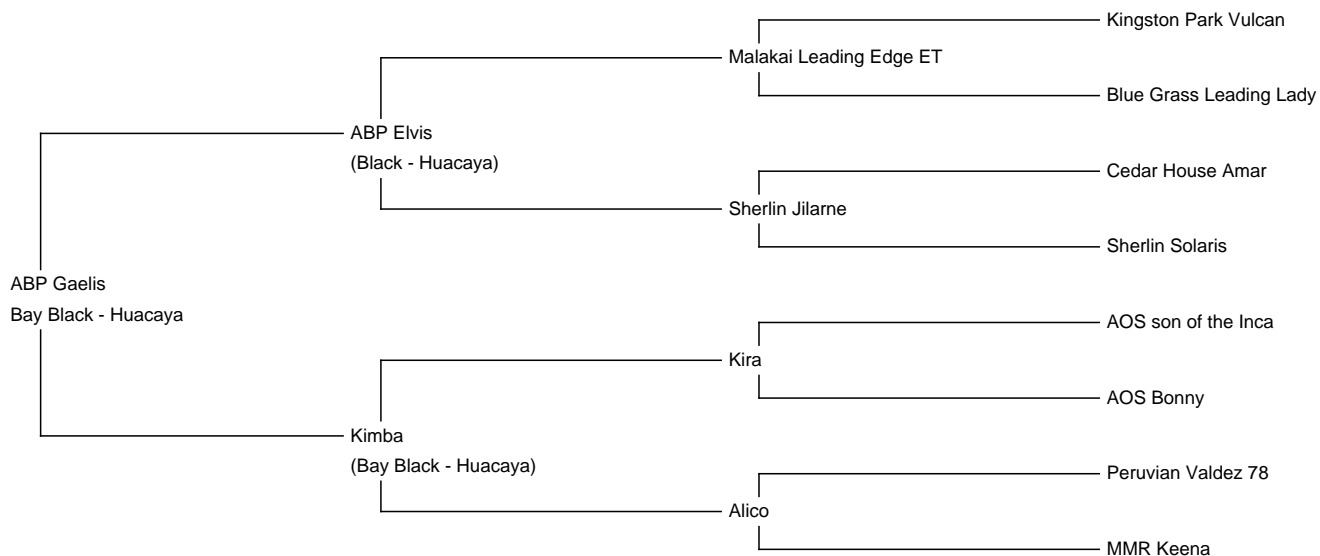 Kingston Park Vulcan
Malakai Leading Edge ET
Blue Grass Leading Lady
ABP Elvis
(Black - Huacaya)
Cedar House Amar
Sherlin Jilarne
Sherlin Solaris
ABP Gaelis
Bay Black - Huacaya
AOS son of the Inca
Kira
AOS Bonny
Kimba
(Bay Black - Huacaya)
Peruvian Valdez 78
Alico
MMR Keena